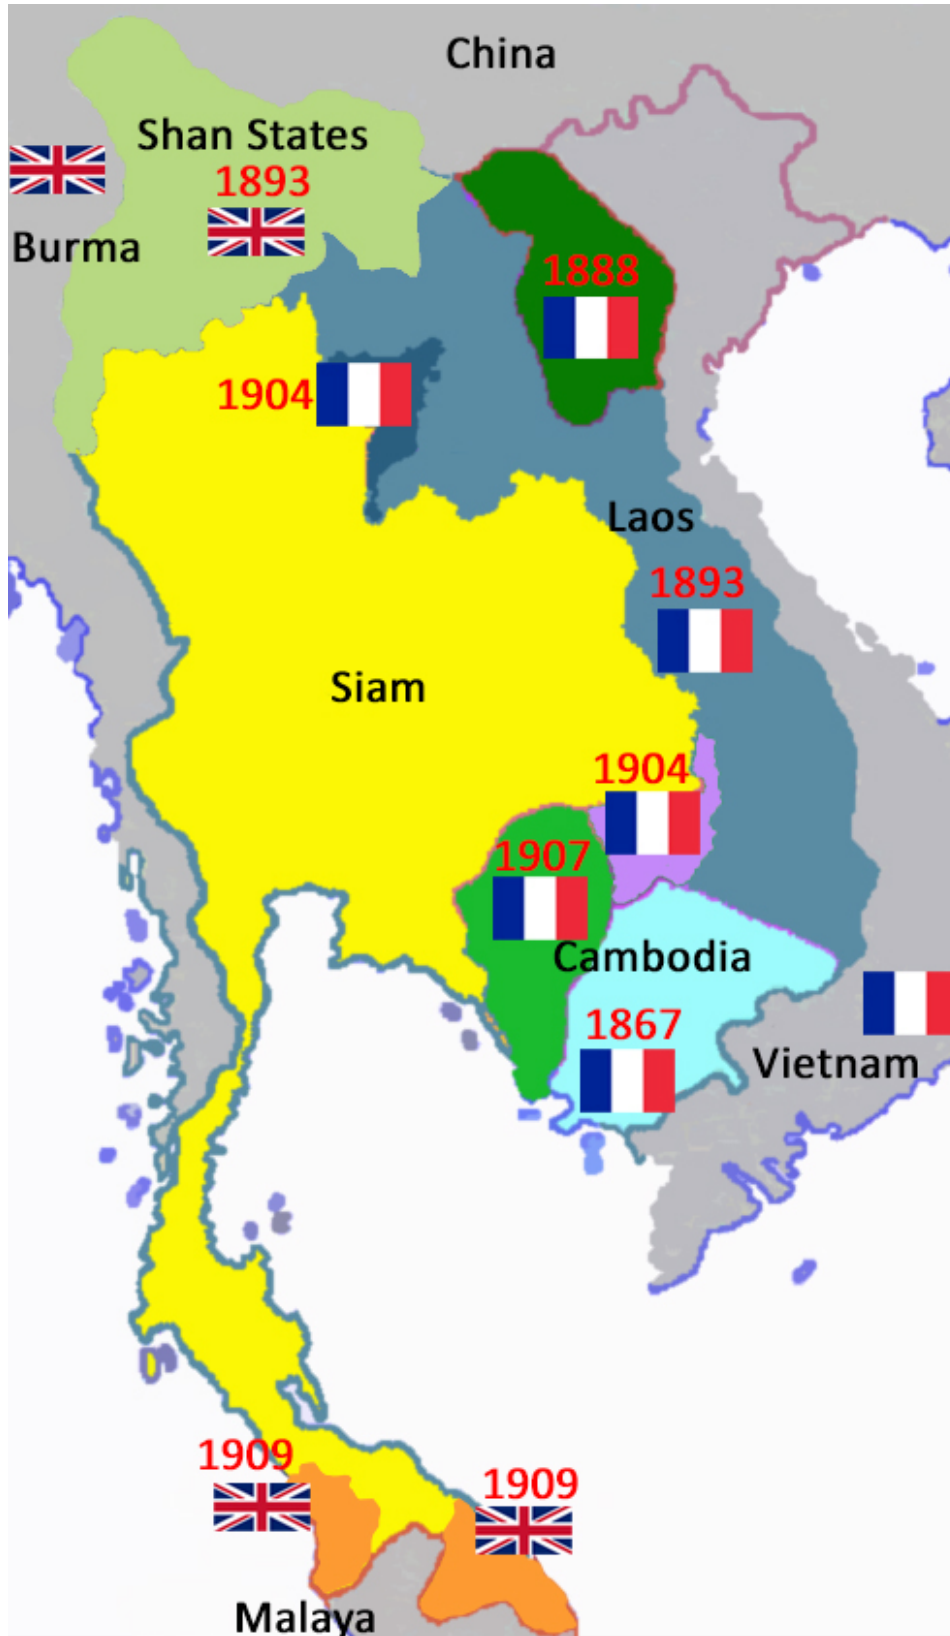 China
Shan States
1893
Burma
1888
1904
Laos
1893
Siam
1904
1907
Cambodia
1867
Vietnam
1909
1909
Malaya